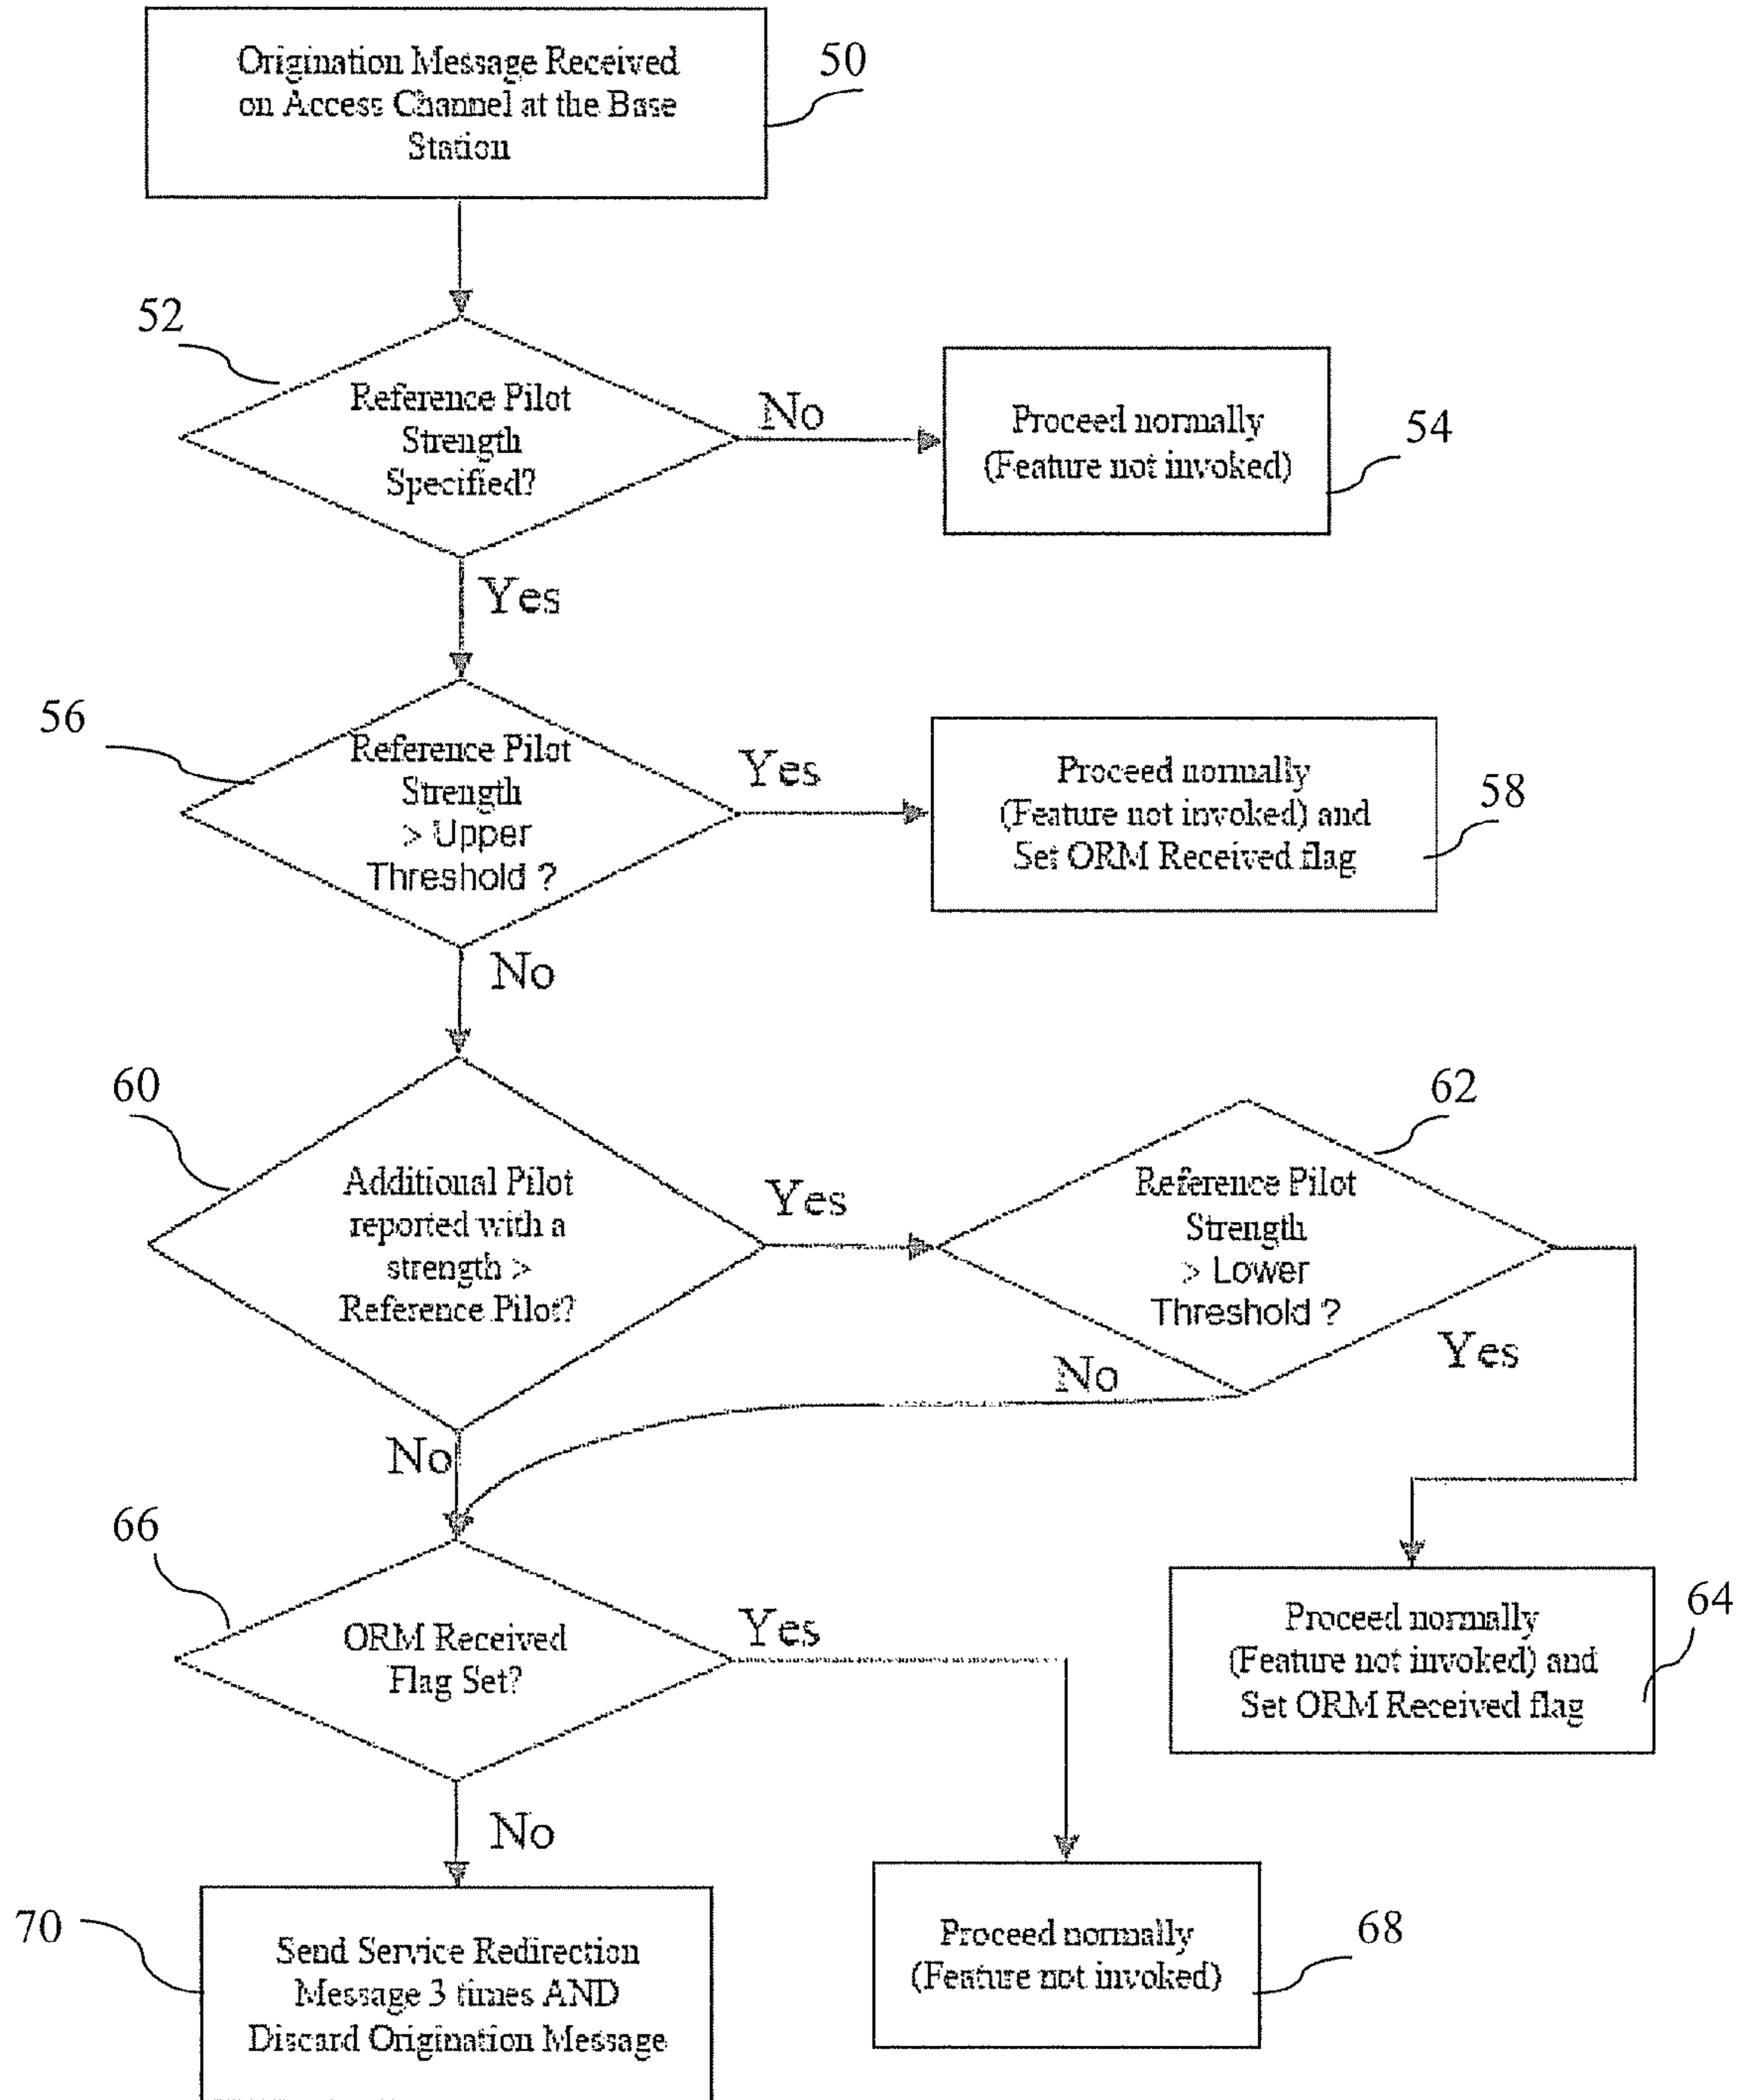 Origination Message Received
on Access Channel at the Base
Station
50
52
Reference Pilot
Strength
Specified?
No
Proceed normally
(Feature not invoked)
54
Yes
56
Reference Pilot
Strength
> Upper
Threshold ?
Yes
Proceed normally
(Feature not invoked) and
Set ORM Received flag
58
No
60
Additional Pilot
reported with a
strength >
Reference Pilot?
Yes
62
Reference Pilot
Strength
> Lower
Threshold ?
Yes
No
No
64
Proceed normally
(Feature not invoked) and
Set ORM Received flag
66
ORM Received
Flag Set?
Yes
No
68
Proceed normally
(Feature not invoked)
70
Send Service Redirection
Message 3 times AND
Discard Origination Message